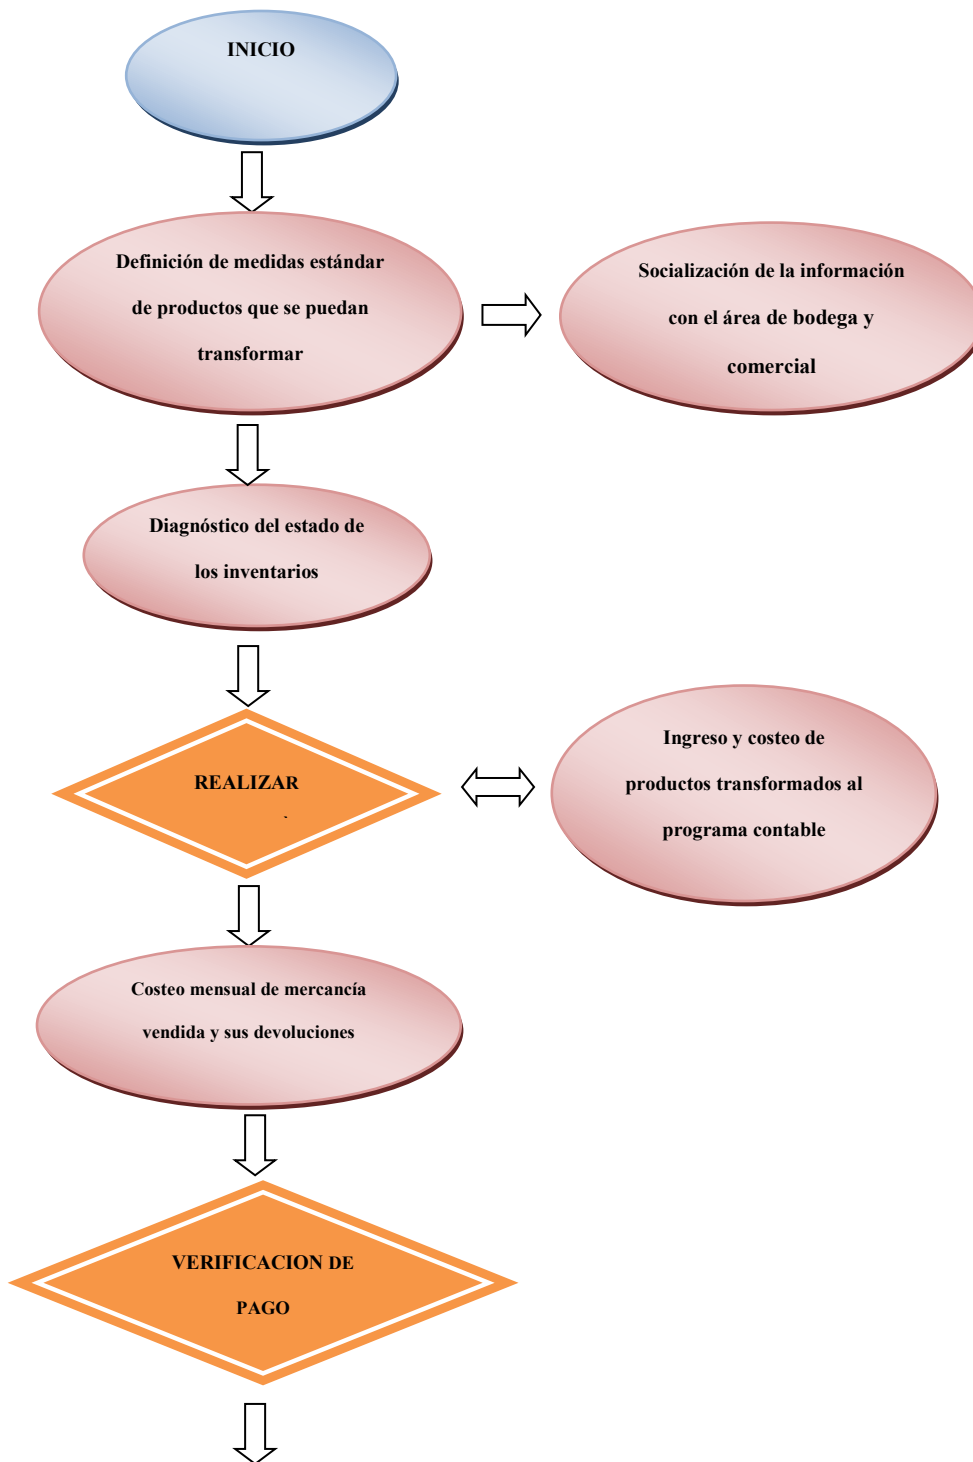 INICIO
Definición de medidas estándar
de productos que se puedan
transformar
Socialización de la información
con el área de bodega y
comercial
Diagnóstico del estado de
los inventarios
REALIZAR
Ingreso y costeo de
productos transformados al
programa contable
Costeo mensual de mercancía
vendida y sus devoluciones
VERIFICACION DE
PAGO